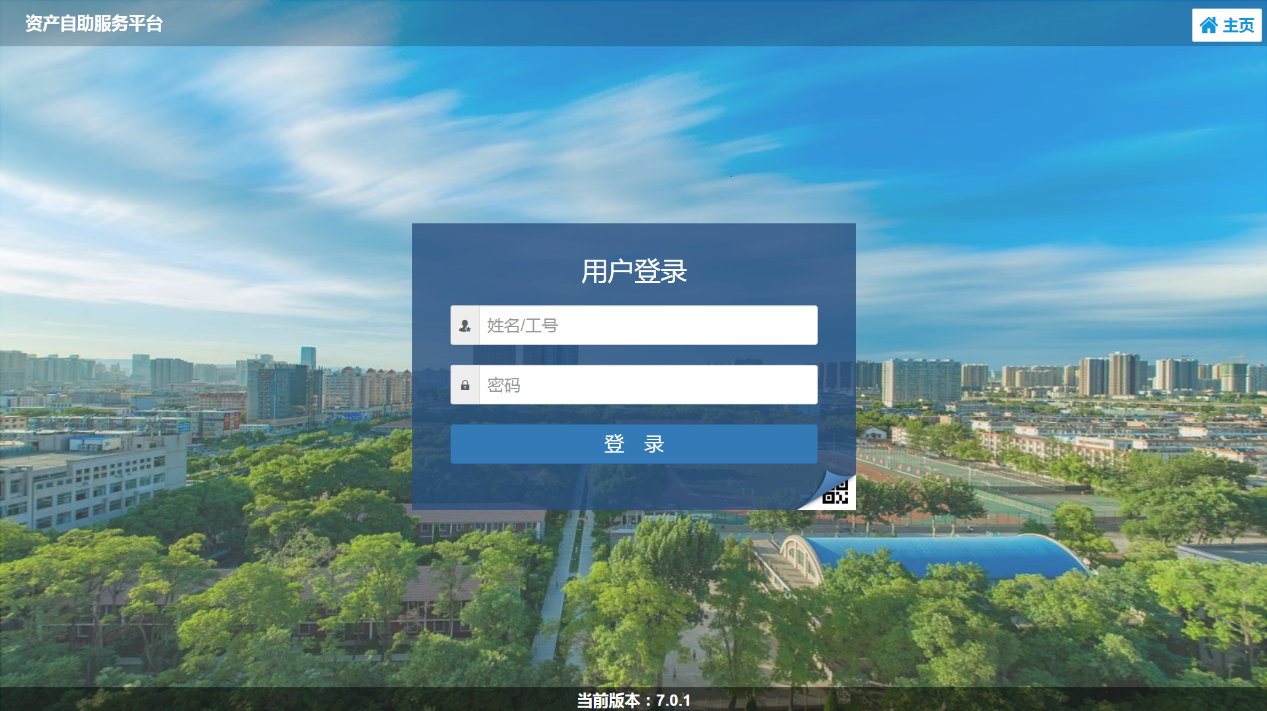 资产自助服务平台
主页
用户登录
姓名/工号
密码
登 录
当前版本：7.0.1